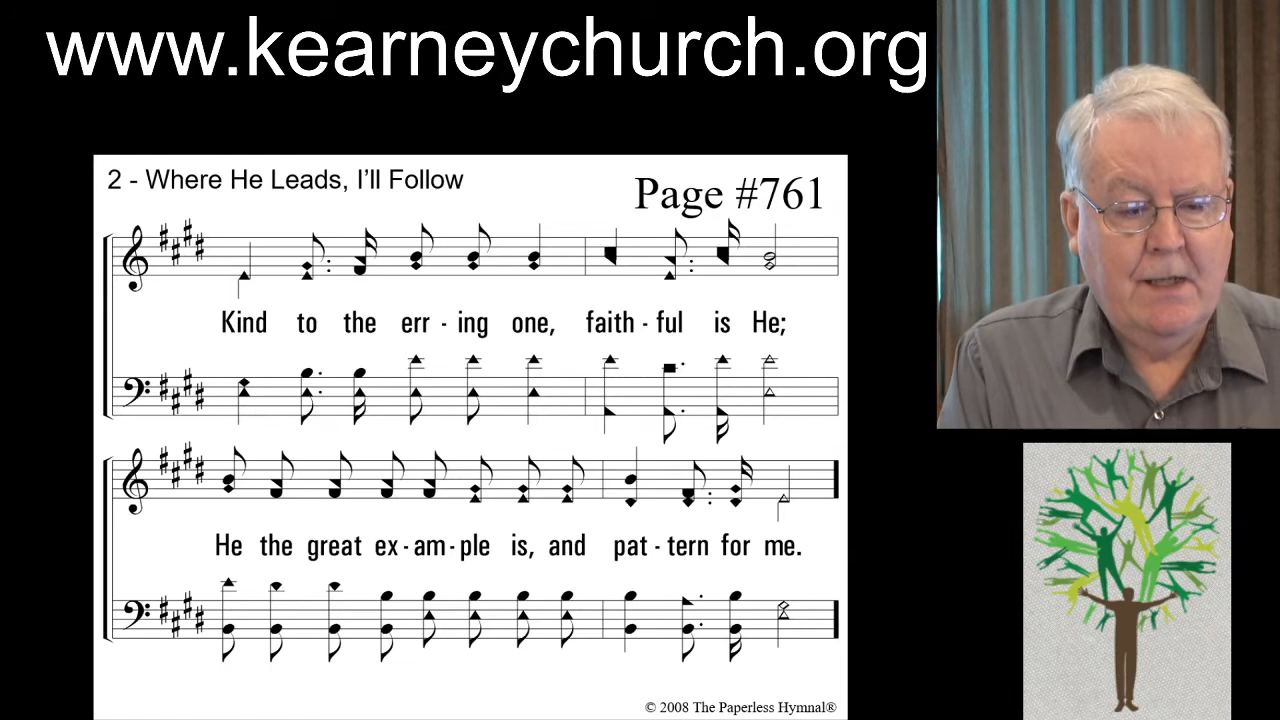 www.kearneychurch.org
2 - Where He Leads, I'll Follow
Page #761
Kind to the err - ing one, faith - ful is He;
He the great ex - am - ple is, and pat - tern for me.
© 2008 The Paperless Hymnal®